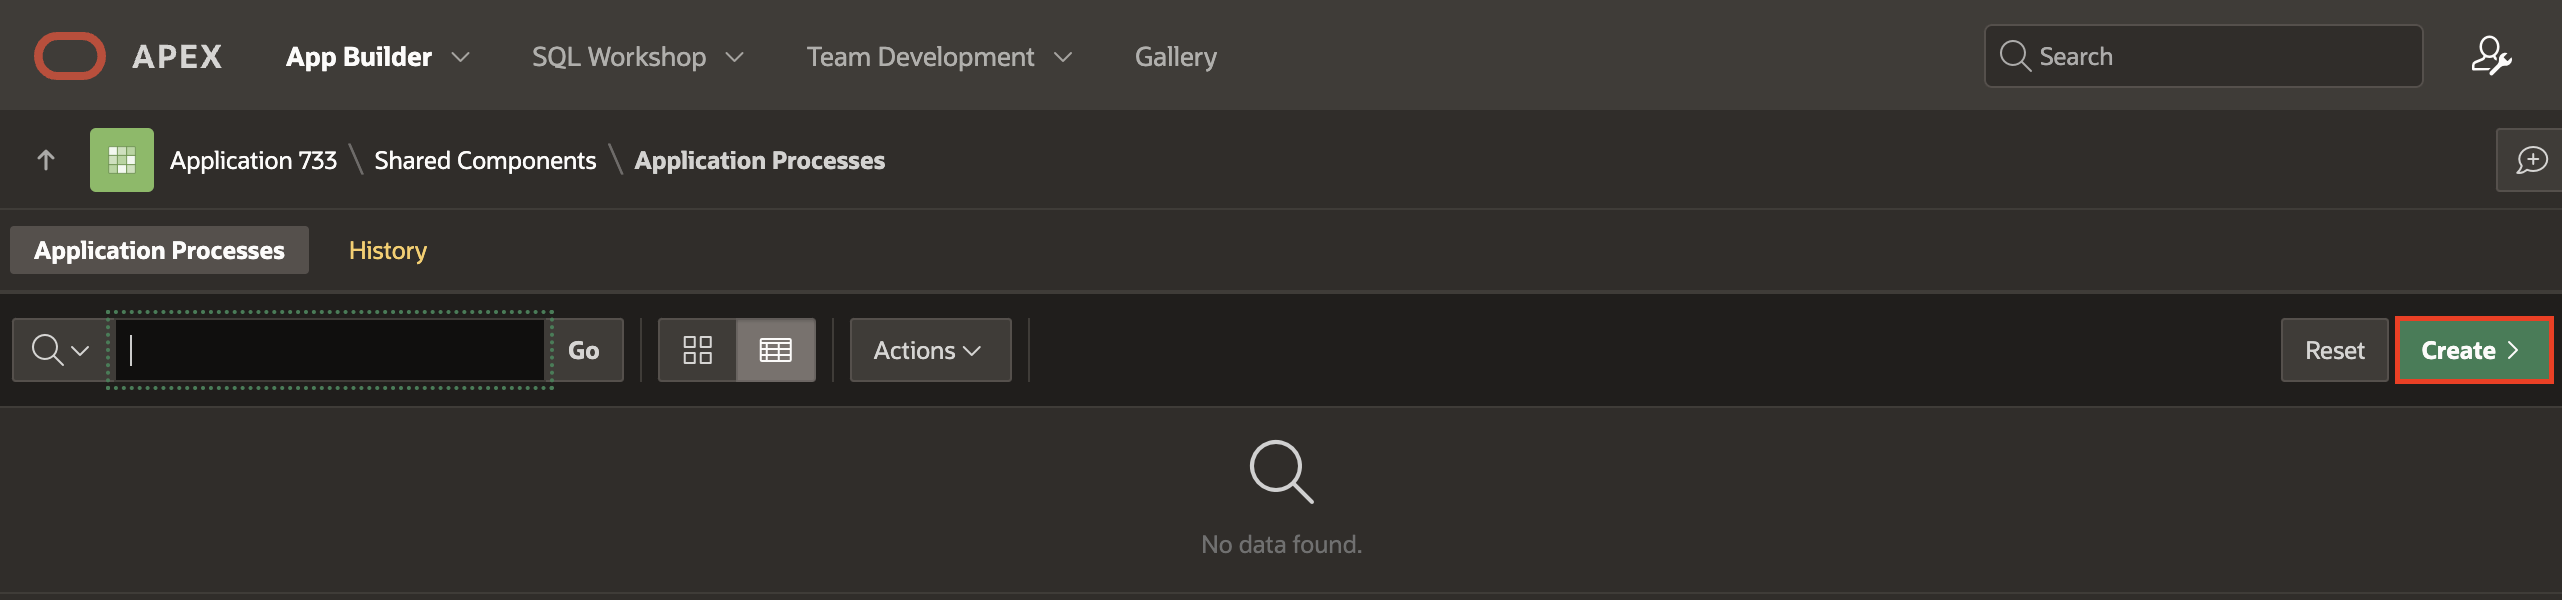 APEX App Builder SQL Workshop Team Development Gallery Search
Application 733 \ Shared Components \ Application Processes
Application Processes History
Go Actions Reset Create
No data found.